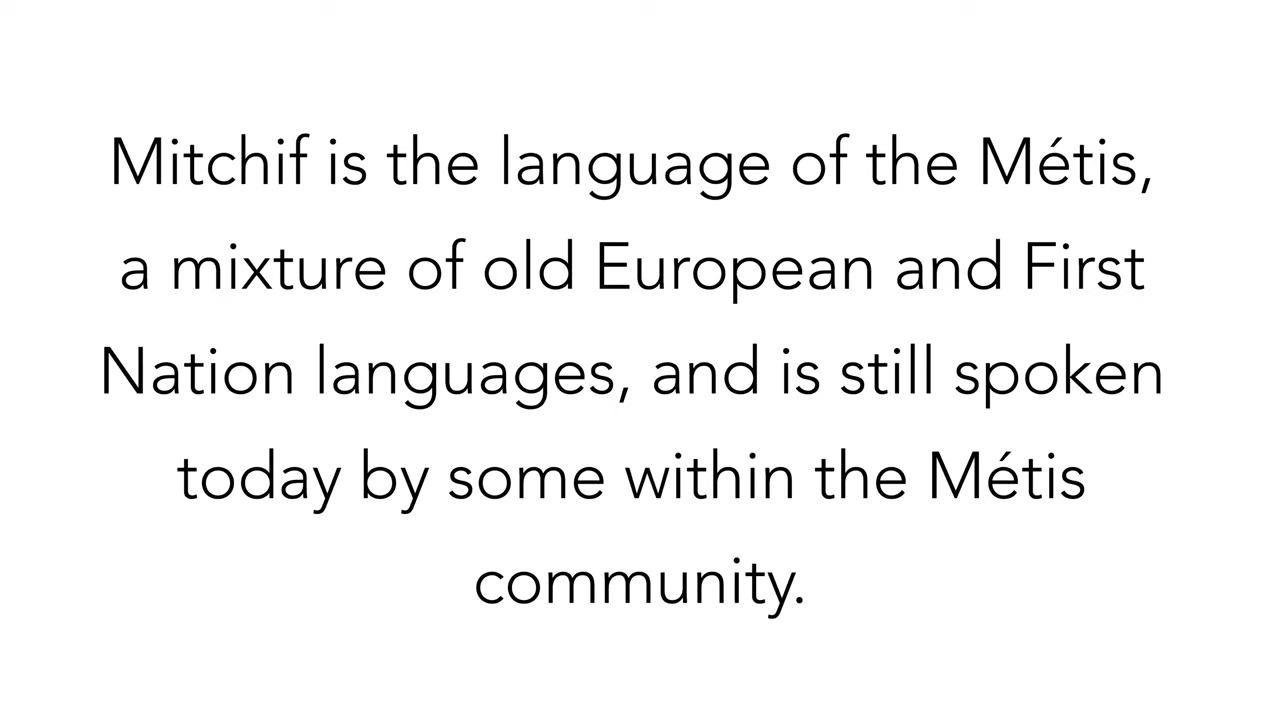 Mitchif is the language of the Métis,
a mixture of old European and First
Nation languages, and is still spoken
today by some within the Métis
community.